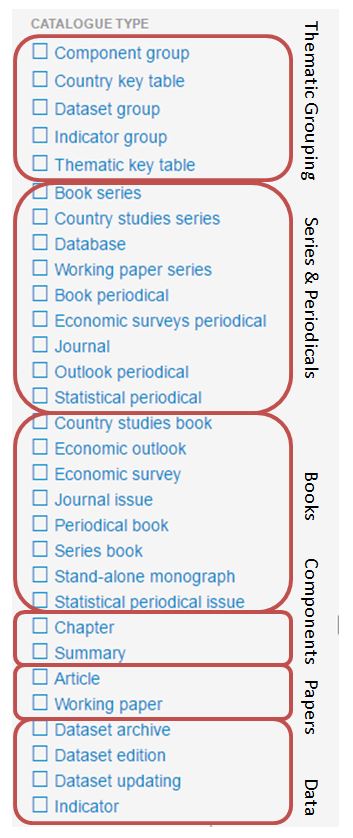 CATALOGUE TYPE
Component group
Country key table
Dataset group
Indicator group
Thematic key table
Thematic Grouping
Book series
Country studies series
Database
Working paper series
Book periodical
Economic surveys periodical
Journal
Outlook periodical
Statistical periodical
Series & Periodicals
Country studies book
Economic outlook
Economic survey
Journal issue
Periodical book
Series book
Stand-alone monograph
Statistical periodical issue
Books
Chapter
Summary
Components
Article
Working paper
Papers
Dataset archive
Dataset edition
Dataset updating
Indicator
Data